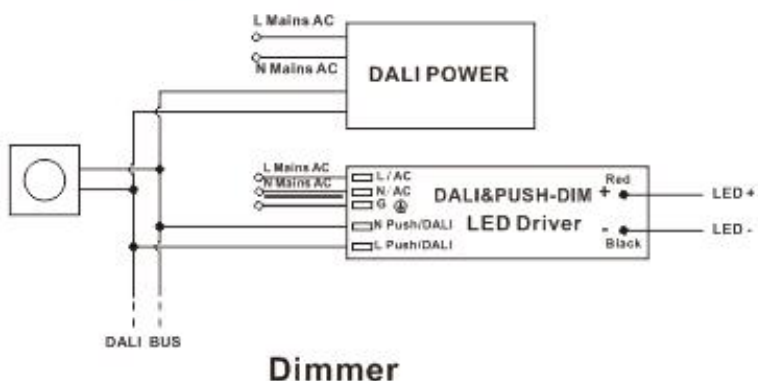 L Mains AC
N Mains AC
DALI POWER
L Mains AC
N Mains AC
L/AC
N/AC
G
N Push/DALI
L Push/DALI
DALI&PUSH-DIM
LED Driver
Red
+
-
Black
LED +
LED -
DALI BUS
Dimmer